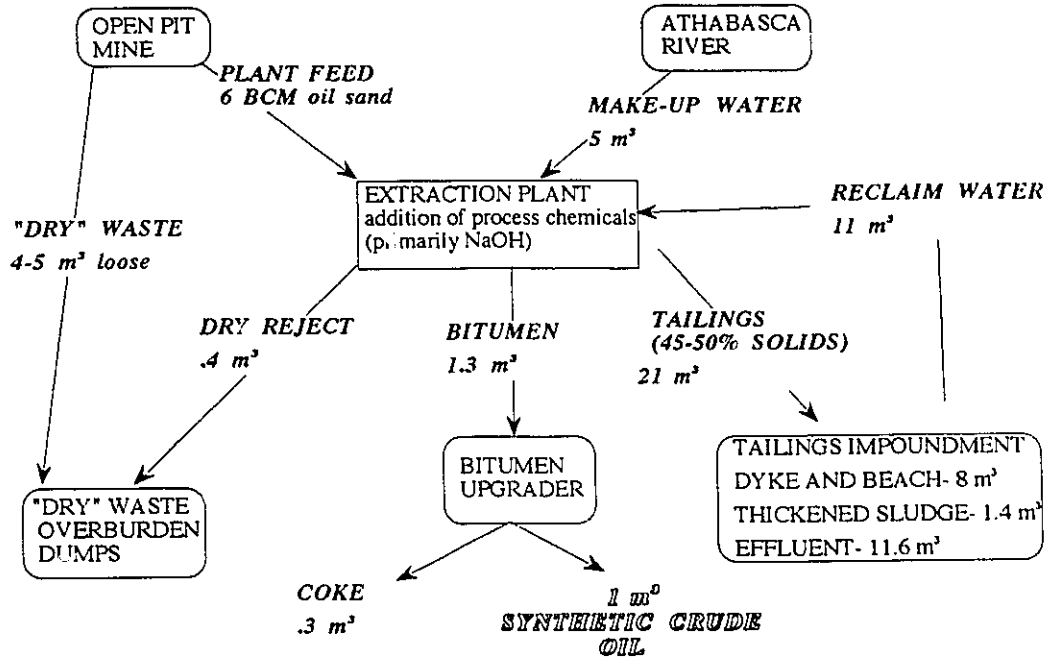 OPEN PIT
MINE
ATHABASCA
RIVER
PLANT FEED
6 BCM oil sand
MAKE-UP WATER
5 m³
EXTRACTION PLANT
addition of process chemicals
(primarily NaOH)
RECLAIM WATER
11 m³
"DRY" WASTE
4-5 m³ loose
DRY REJECT
.4 m³
BITUMEN
1.3 m³
TAILINGS
(45-50% SOLIDS)
21 m³
BITUMEN
UPGRADER
TAILINGS IMPOUNDMENT
DYKE AND BEACH- 8 m³
THICKENED SLUDGE- 1.4 m³
EFFLUENT- 11.6 m³
"DRY" WASTE
OVERBURDEN
DUMPS
COKE
.3 m³
1 m³
SYNTHETIC CRUDE
OIL